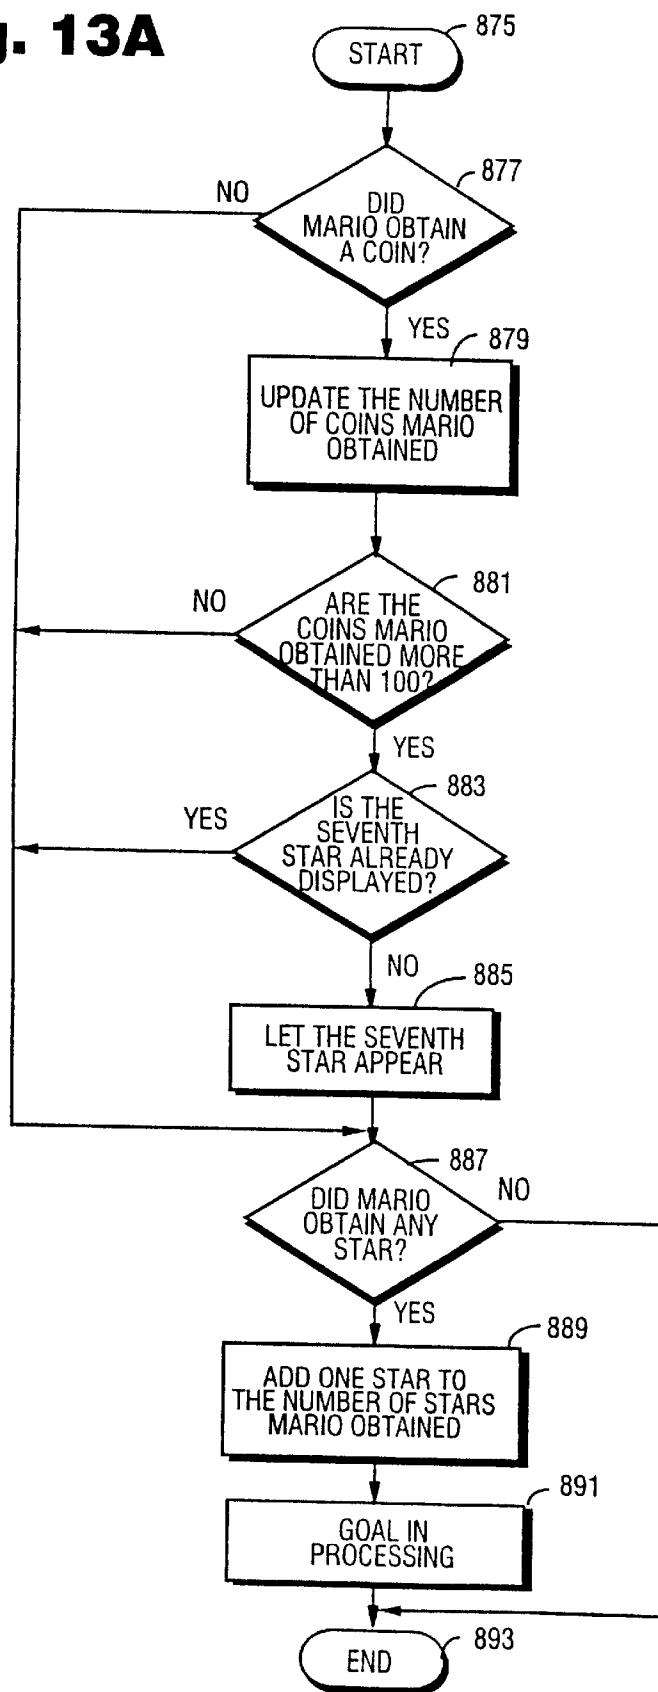 g. 13A
875
START
877
NO
DID
MARIO OBTAIN
A COIN?
YES
879
UPDATE THE NUMBER
OF COINS MARIO
OBTAINED
881
NO
ARE THE
COINS MARIO
OBTAINED MORE
THAN 100?
YES
883
YES
IS THE
SEVENTH
STAR ALREADY
DISPLAYED?
NO
885
LET THE SEVENTH
STAR APPEAR
887
NO
DID MARIO
OBTAIN ANY
STAR?
YES
889
ADD ONE STAR TO
THE NUMBER OF STARS
MARIO OBTAINED
891
GOAL IN
PROCESSING
893
END